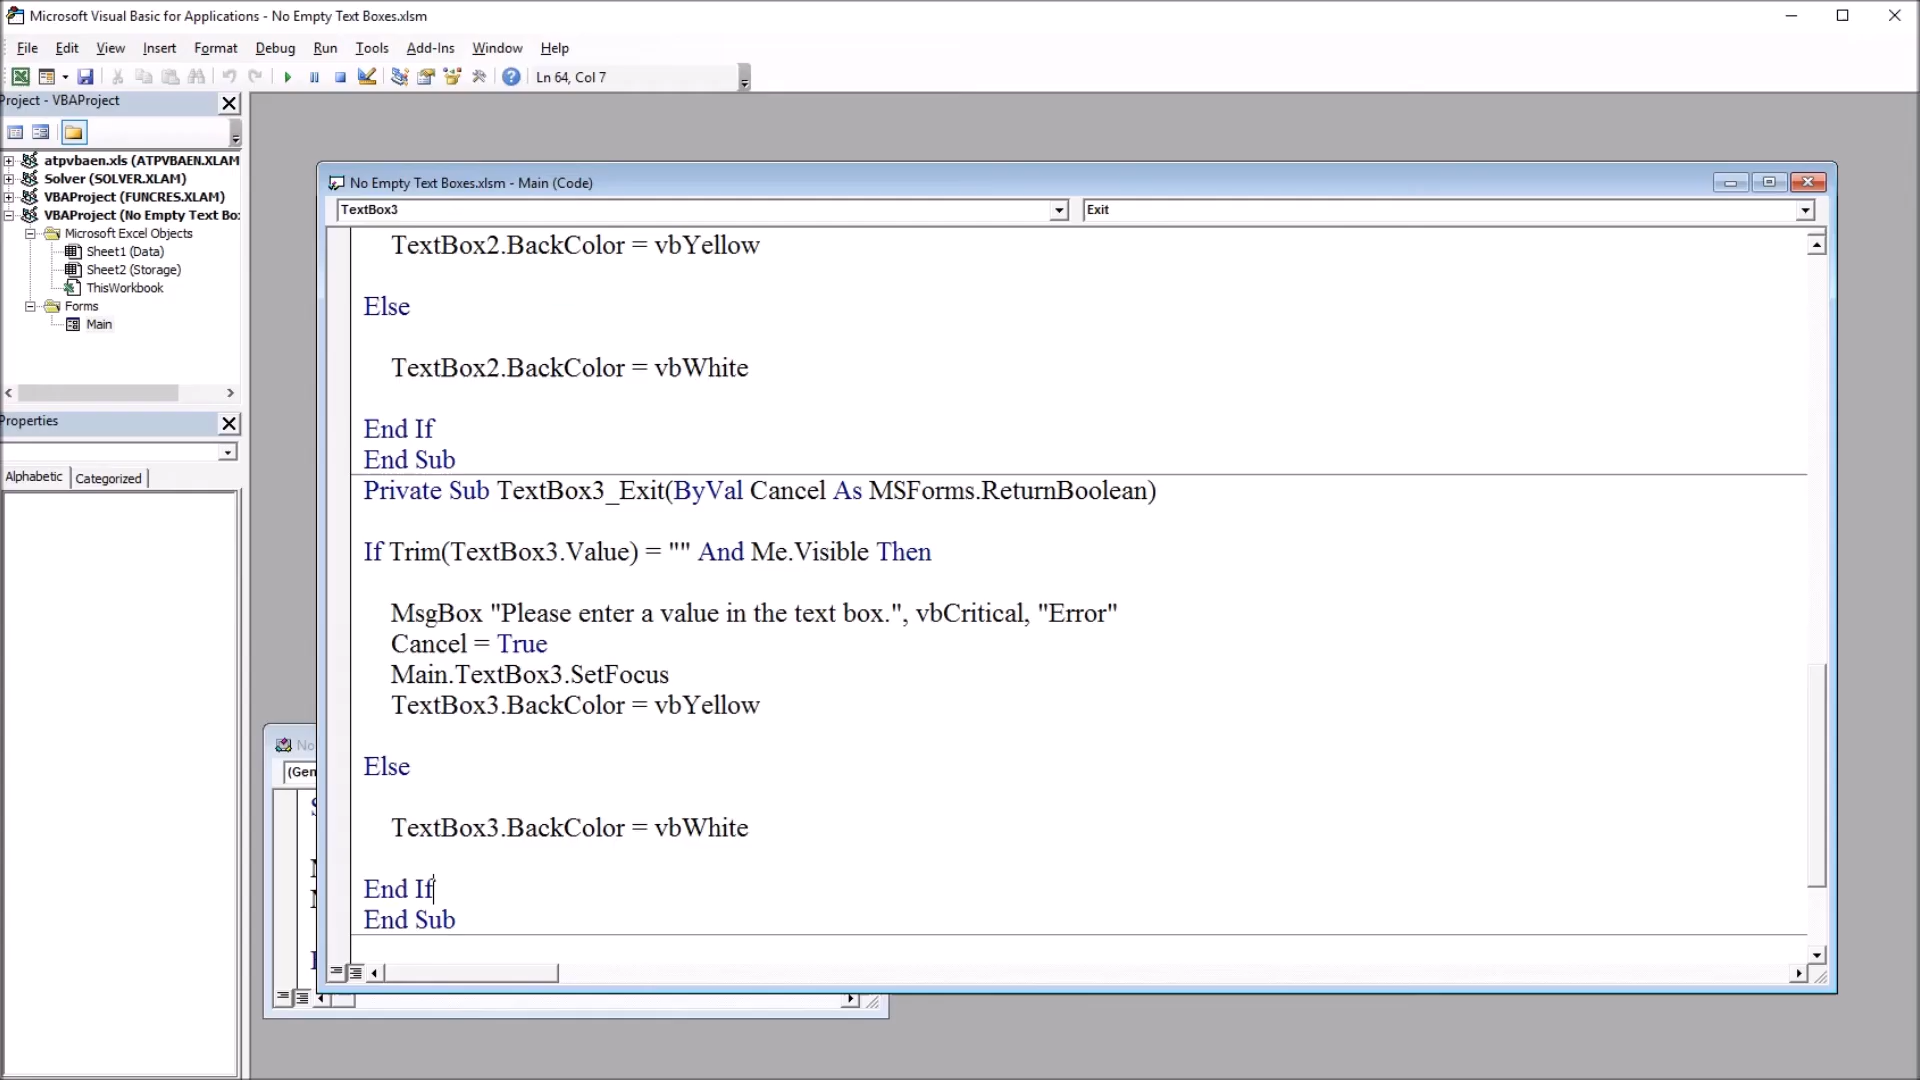 Microsoft Visual Basic for Applications - No Empty Text Boxes.xlsm
File Edit View Insert Format Debug Run Tools Add-Ins Window Help
Ln 64, Col 7
Project - VBAProject
atpvbaen.xls (ATPVBAEN.XLAM
Solver (SOLVER.XLAM)
VBAProject (FUNCRES.XLAM)
VBAProject (No Empty Text Bo
Microsoft Excel Objects
Sheet1 (Data)
Sheet2 (Storage)
ThisWorkbook
Forms
Main
Properties
Alphabetic Categorized
No Empty Text Boxes.xlsm - Main (Code)
TextBox3 Exit
TextBox2.BackColor = vbYellow
Else
TextBox2.BackColor = vbWhite
End If
End Sub
Private Sub TextBox3_Exit(ByVal Cancel As MSForms.ReturnBoolean)
If Trim(TextBox3.Value) = "" And Me.Visible Then
MsgBox "Please enter a value in the text box.", vbCritical, "Error"
Cancel = True
Main.TextBox3.SetFocus
TextBox3.BackColor = vbYellow
Else
TextBox3.BackColor = vbWhite
End If
End Sub
No
(Gen